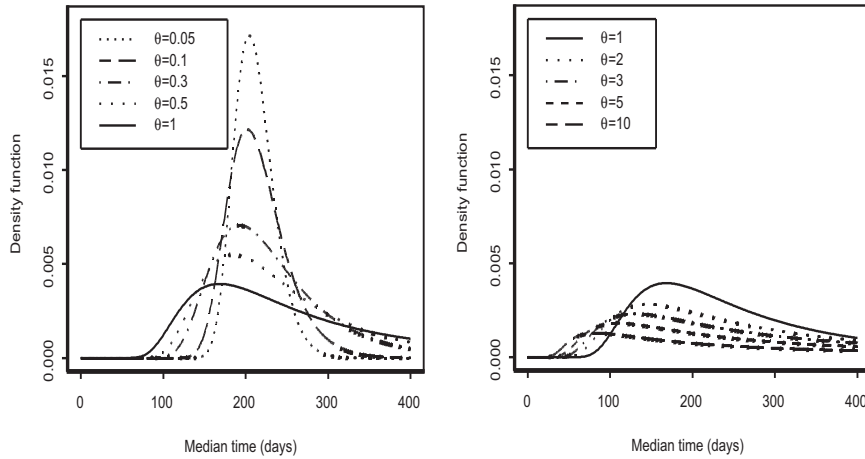 θ=0.05
θ=0.1
θ=0.3
θ=0.5
θ=1
Density function
0.015
0.010
0.005
0.000
0 100 200 300 400
Median time (days)
θ=1
θ=2
θ=3
θ=5
θ=10
Density function
0.015
0.010
0.005
0.000
0 100 200 300 400
Median time (days)